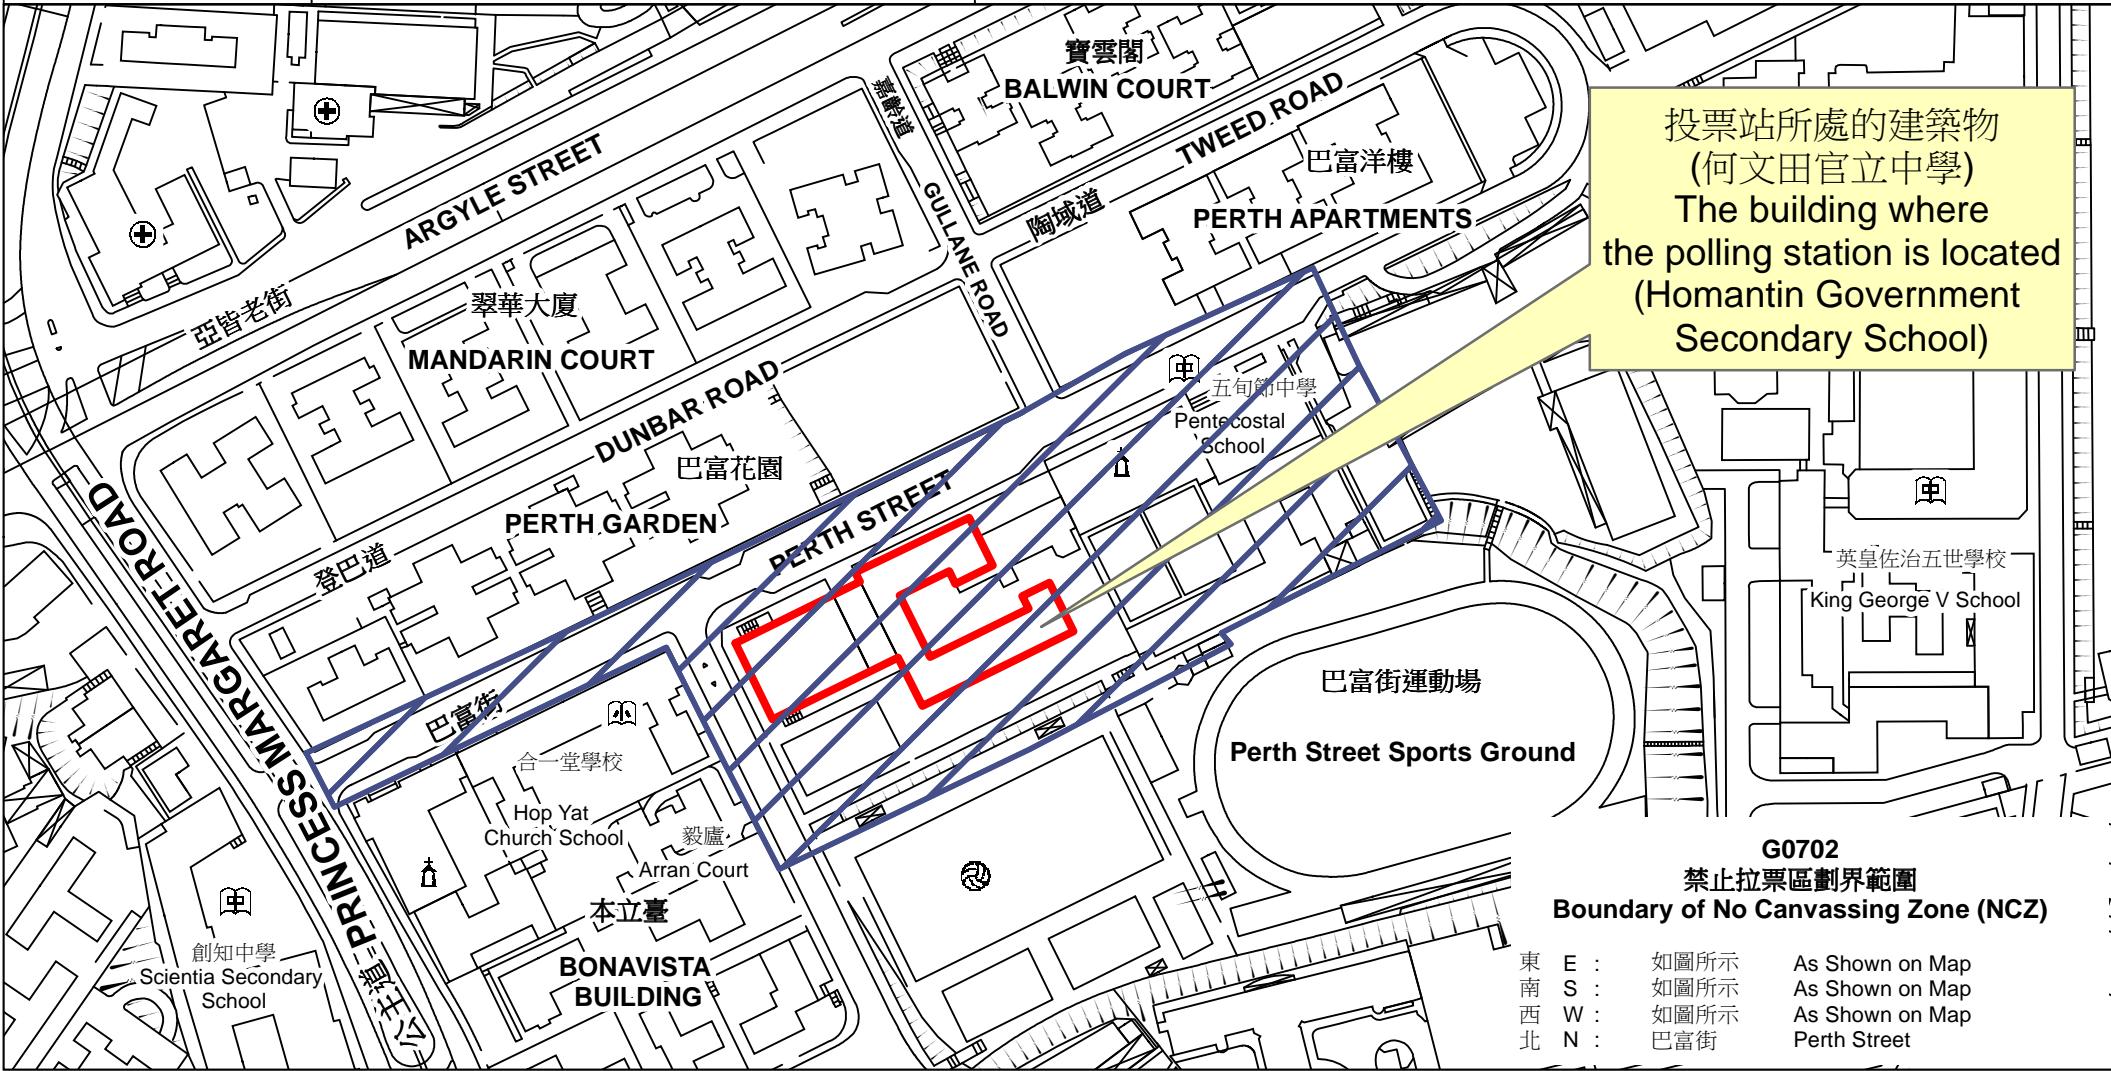 寶雲閣
BALWIN COURT
嘉齡道
TWEED ROAD
巴富洋樓
PERTH APARTMENTS
投票站所處的建築物
(何文田官立中學)
The building where
the polling station is located
(Homantin Government
Secondary School)
ARGYLE STREET
亞皆老街
GULLANE ROAD
陶域道
翠華大廈
MANDARIN COURT
DUNBAR ROAD
登巴道
巴富花園
PERTH GARDEN
五旬節中學
Pentecostal
School
PERTH STREET
巴富街
PRINCESS MARGARET ROAD
公主道
英皇佐治五世學校
King George V School
巴富街運動場
Perth Street Sports Ground
合一堂學校
Hop Yat
Church School
毅廬
Arran Court
本立臺
BONAVISTA
BUILDING
創知中學
Scientia Secondary
School
G0702
禁止拉票區劃界範圍
Boundary of No Canvassing Zone (NCZ)
東 E : 如圖所示 As Shown on Map
南 S : 如圖所示 As Shown on Map
西 W : 如圖所示 As Shown on Map
北 N : 巴富街 Perth Street